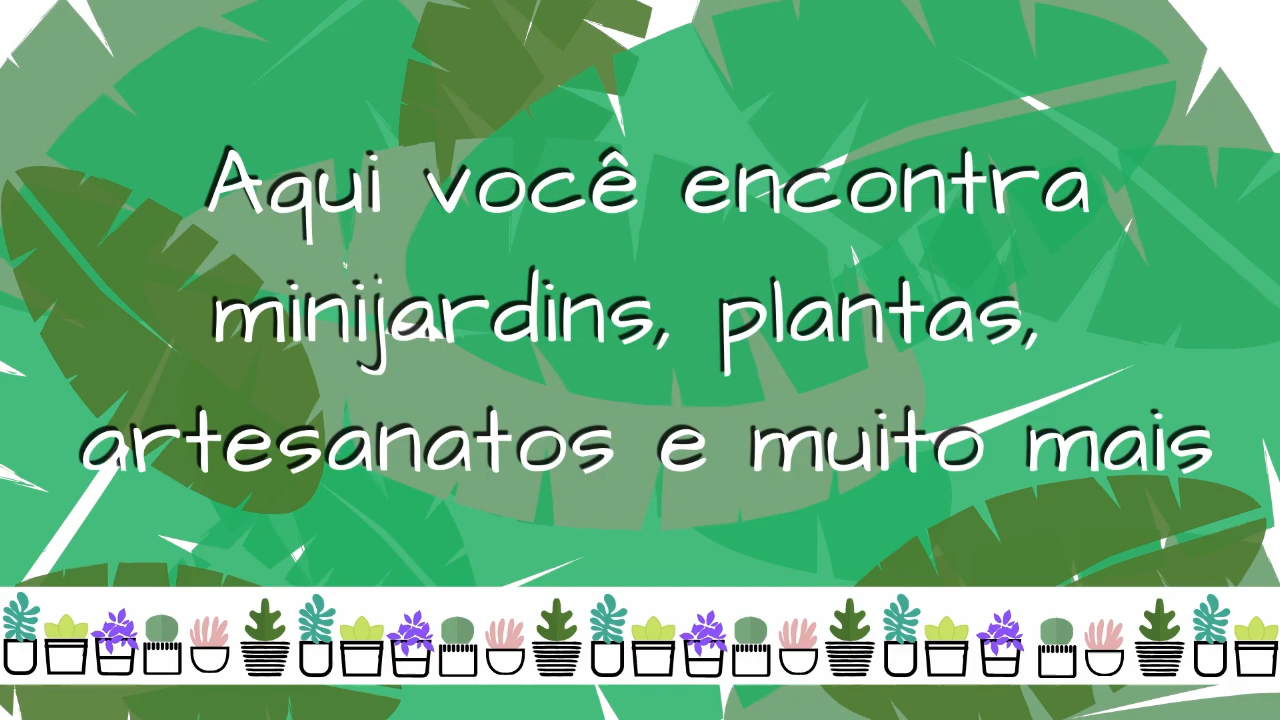 Aqui você encontra
minijardins, plantas,
artesanatos e muito mais